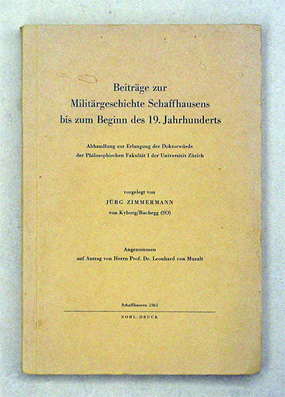 Beiträge zur
Militärgeschichte Schaffhausens
bis zum Beginn des 19. Jahrhunderts
Abhandlung zur Erlangung der Doktorwürde
der Philosophischen Fakultät I der Universität Zürich
vorgelegt von
JÜRG ZIMMERMANN
von Kyburg/Buchegg (SO)
Angenommen
auf Antrag von Herrn Prof. Dr. Leonhard von Muralt
Schaffhausen 1961
NOHL-DRUCK